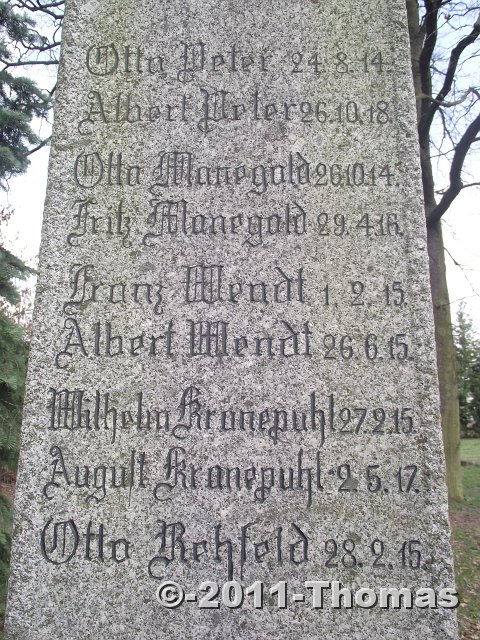 Otto Peter 24.8.14.
Albert Peter 26.10.18.
Otto Manegold 26.10.14.
Fritz Manegold 29.4.16.
Franz Wendt 1.2.15.
Albert Wendt 26.6.15.
Wilhelm Kranepuhl 27.2.15.
August Kranepuhl 2.5.17.
Otto Rehfeld 28.2.15.
©-2011-Thomas